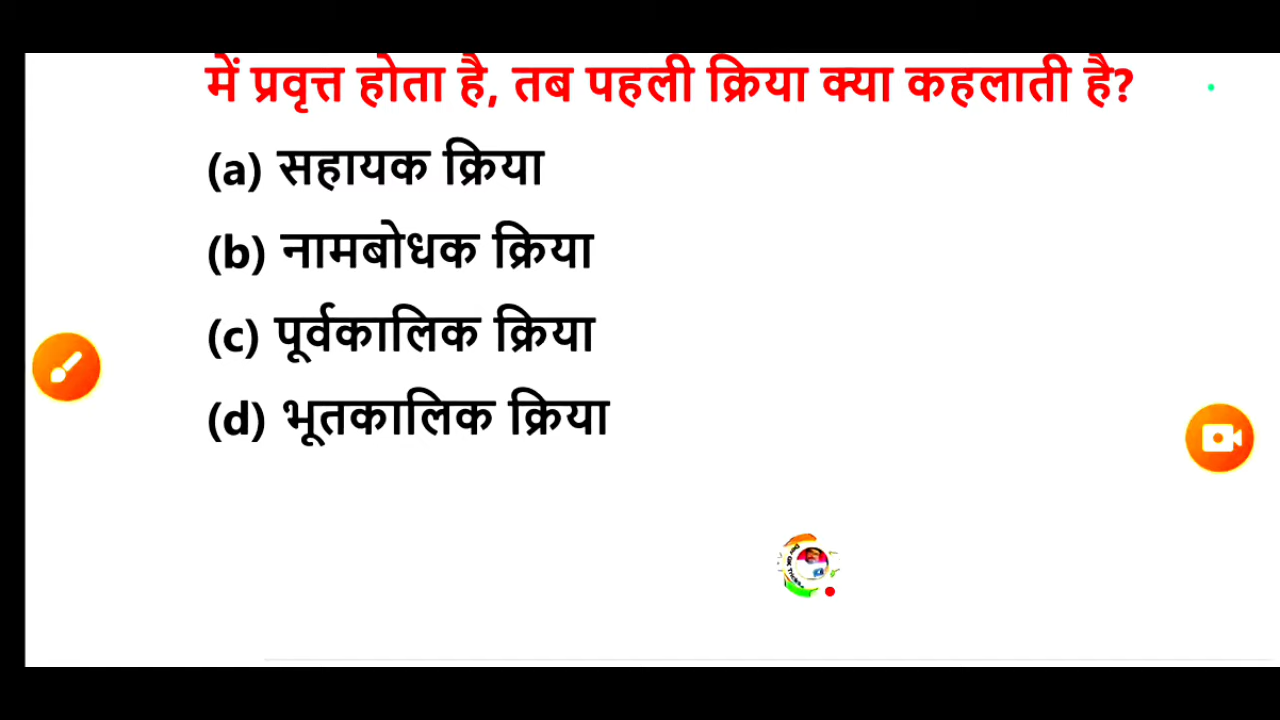 में प्रवृत्त होता है, तब पहली क्रिया क्या कहलाती है?
(a) सहायक क्रिया
(b) नामबोधक क्रिया
(c) पूर्वकालिक क्रिया
(d) भूतकालिक क्रिया